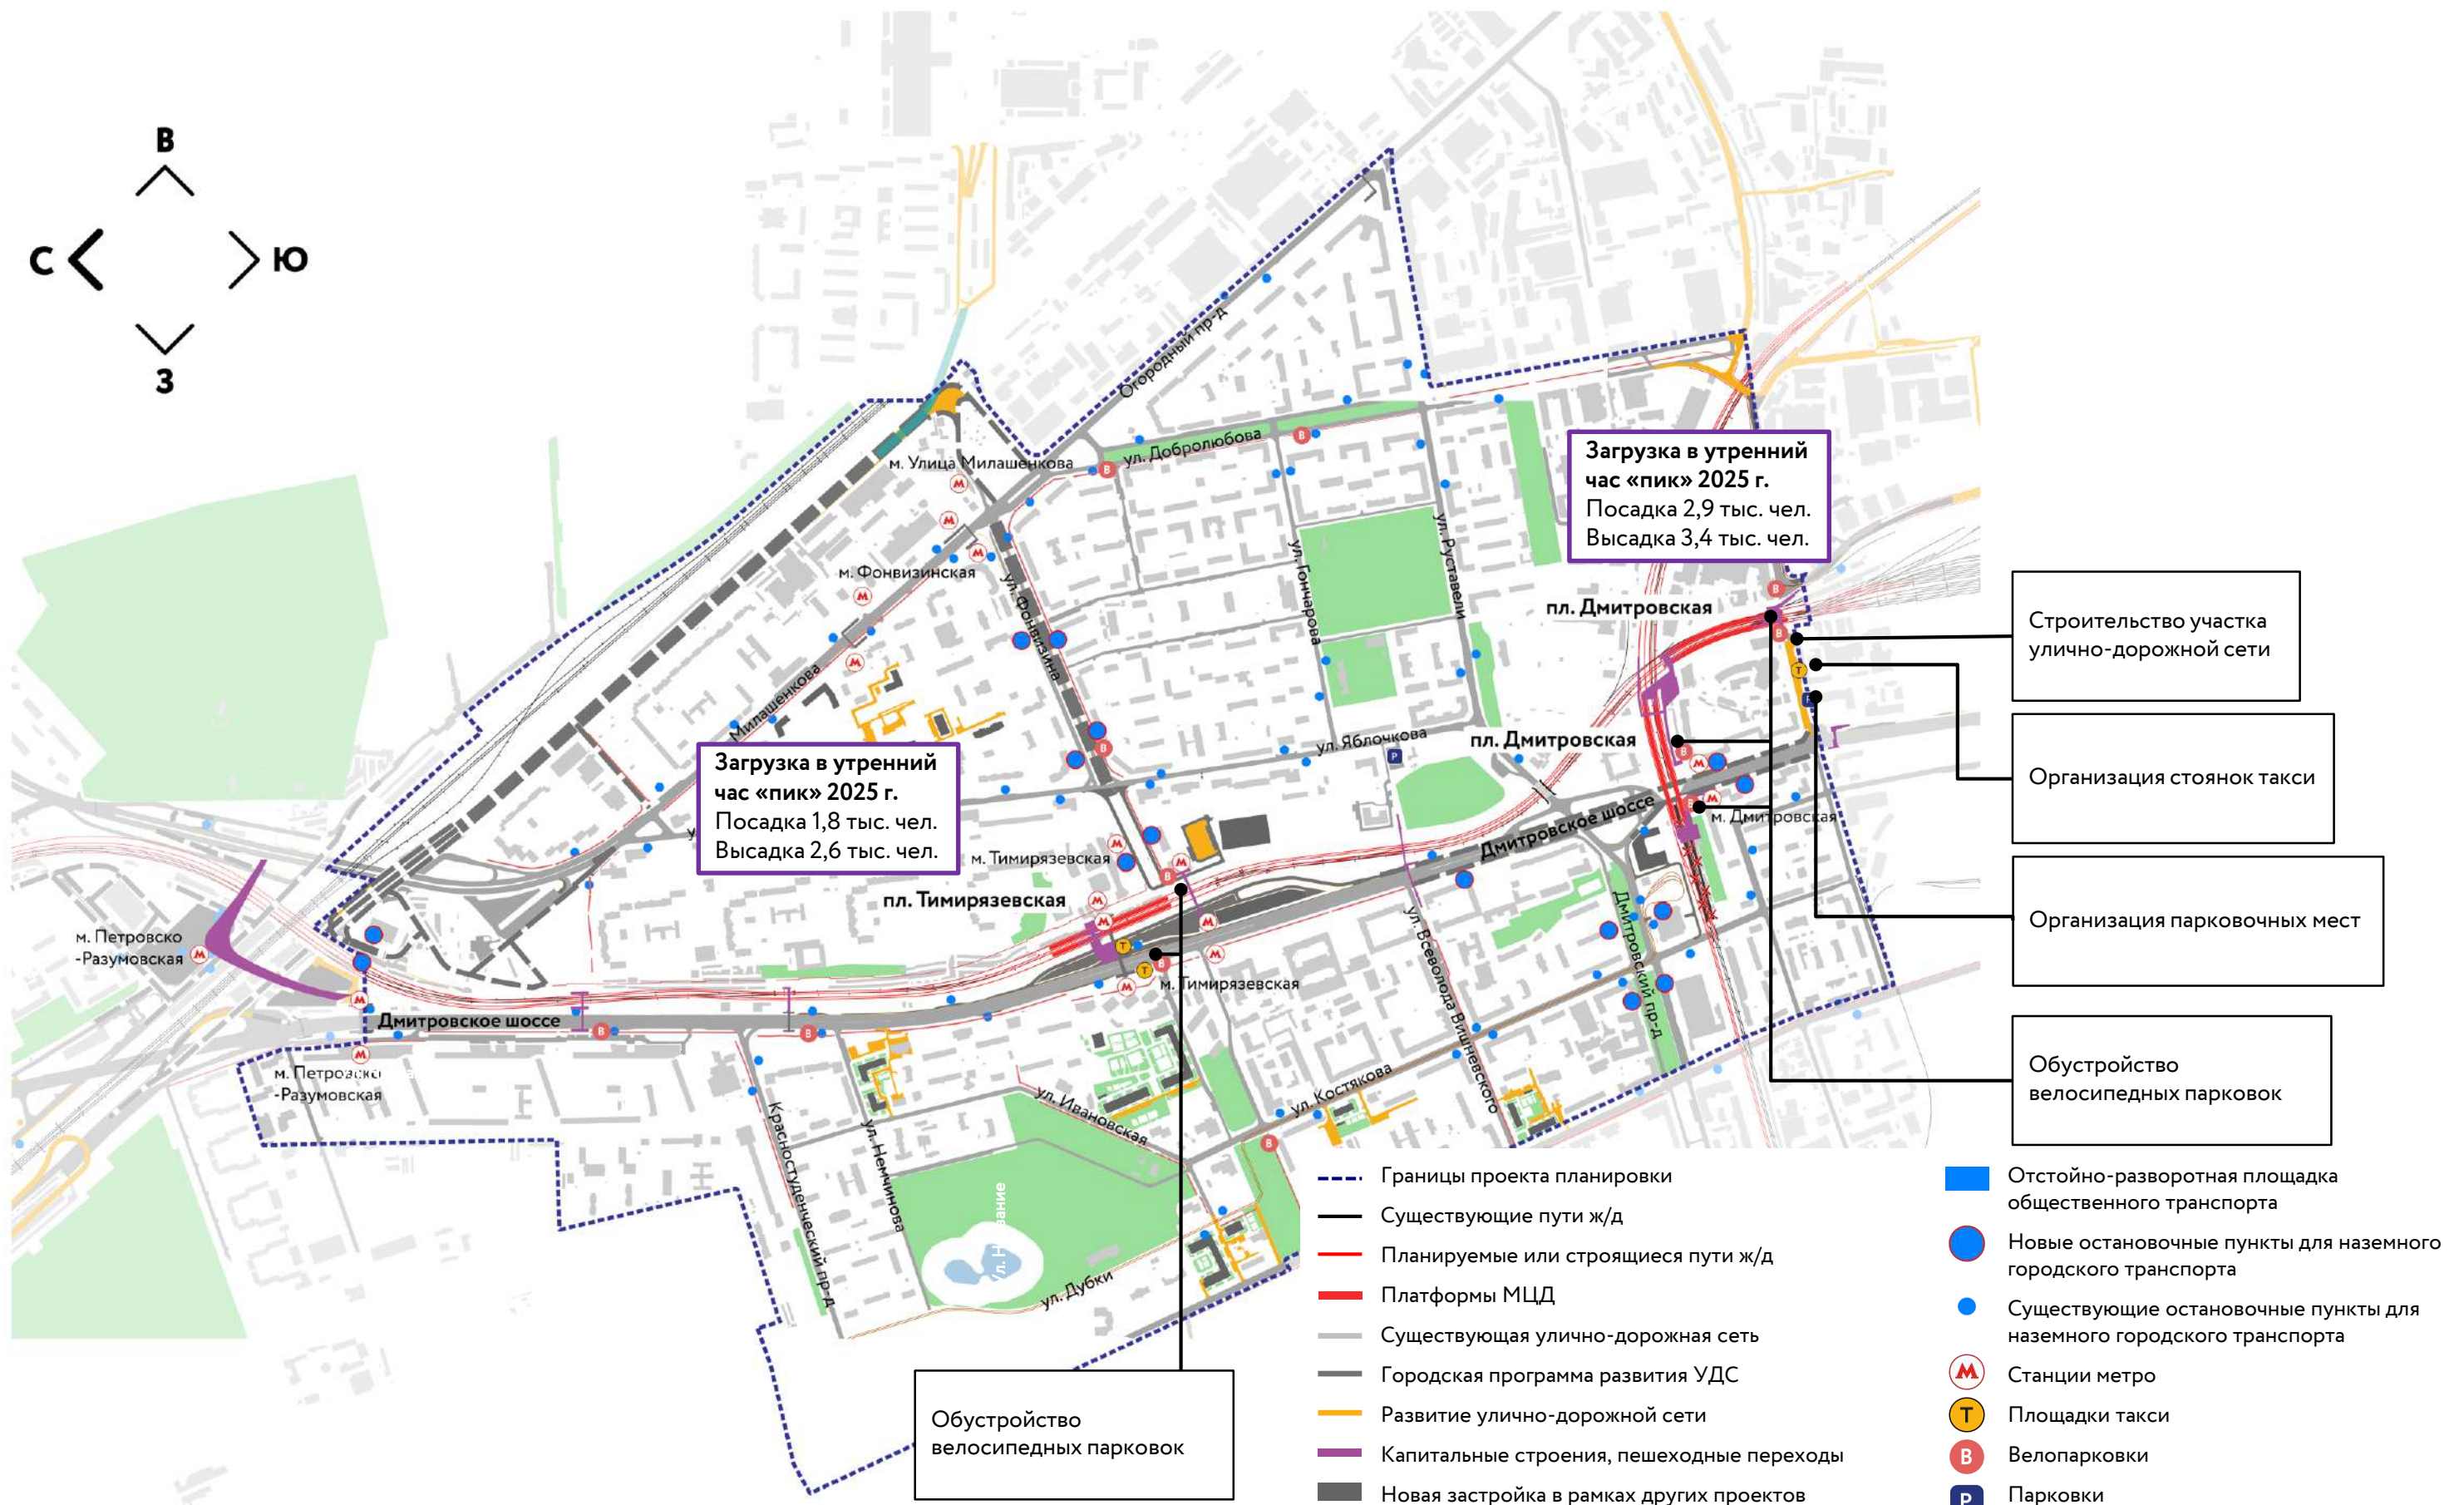 В
С
Ю
З
Огородный пр-д
ул. Добролюбова
м. Улица Милашенкова
Загрузка в утренний
час «пик» 2025 г.
Посадка 2,9 тыс. чел.
Высадка 3,4 тыс. чел.
м. Фонвизинская
ул. Фонвизина
ул. Гончарова
ул. Руставели
пл. Дмитровская
Строительство участка
улично-дорожной сети
Милашенкова
ул. Яблочкова
пл. Дмитровская
Р
Т
Р
Организация стоянок такси
Загрузка в утренний
час «пик» 2025 г.
Посадка 1,8 тыс. чел.
Высадка 2,6 тыс. чел.
Дмитровское шоссе
м. Дмитровская
м. Тимирязевская
пл. Тимирязевская
Организация парковочных мест
м. Петровско
-Разумовская
ул. Всеволода Вишневского
Дмитровский пр-д
м. Тимирязевская
Дмитровское шоссе
м. Петровско
-Разумовская
Обустройство
велосипедных парковок
Красностуденческий пр-д
ул. Немчинова
ул. Ивановская
ул. Костякова
ул. Дубки
Обустройство
велосипедных парковок
Границы проекта планировки
Существующие пути ж/д
Планируемые или строящиеся пути ж/д
Платформы МЦД
Существующая улично-дорожная сеть
Городская программа развития УДС
Развитие улично-дорожной сети
Капитальные строения, пешеходные переходы
Новая застройка в рамках других проектов
Отстойно-разворотная площадка
общественного транспорта
Новые остановочные пункты для наземного
городского транспорта
Существующие остановочные пункты для
наземного городского транспорта
М Станции метро
Т Площадки такси
В Велопарковки
Р Парковки